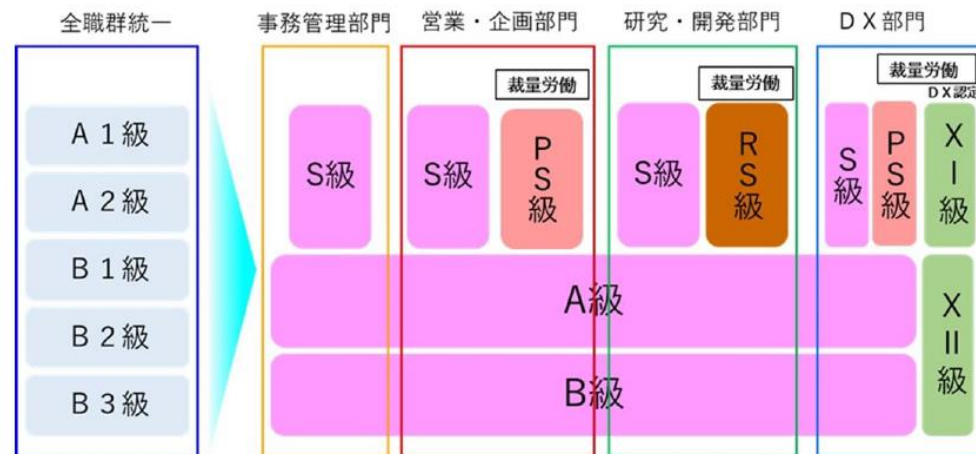 全職群統一
事務管理部門
営業・企画部門
研究・開発部門
DX部門
裁量労働
裁量労働
裁量労働
DX認定
A1級
A2級
B1級
B2級
B3級
S級
S級
PS級
S級
RS級
S級
PS級
XⅠ級
A級
B級
XⅡ級